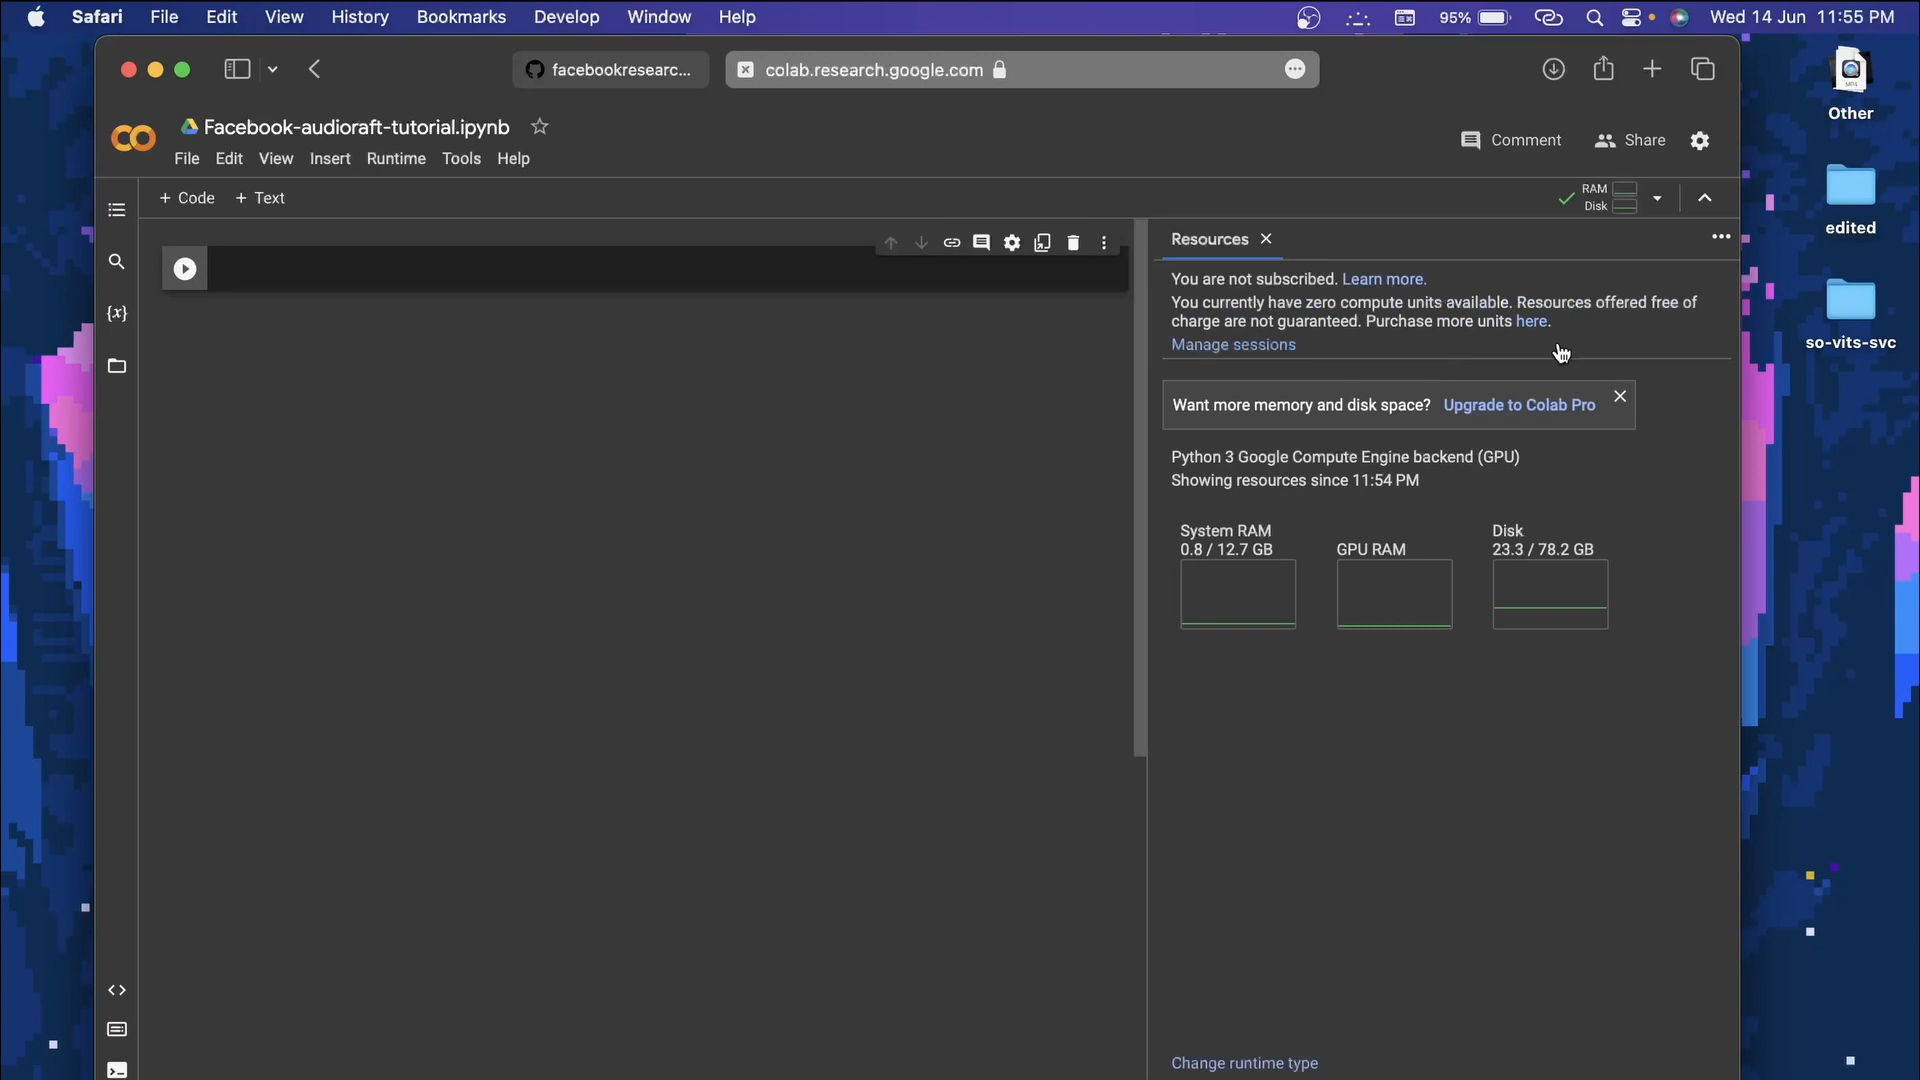 Safari File Edit View History Bookmarks Develop Window Help 95% Wed 14 Jun 11:55 PM
facebookresearc... colab.research.google.com
Facebook-audioraft-tutorial.ipynb
File Edit View Insert Runtime Tools Help
Comment Share
+ Code + Text
RAM
Disk
Resources
You are not subscribed. Learn more.
You currently have zero compute units available. Resources offered free of
charge are not guaranteed. Purchase more units here.
Manage sessions
Want more memory and disk space? Upgrade to Colab Pro
Python 3 Google Compute Engine backend (GPU)
Showing resources since 11:54 PM
System RAM
0.8 / 12.7 GB
GPU RAM
Disk
23.3 / 78.2 GB
Change runtime type
MP4
Other
edited
so-vits-svc